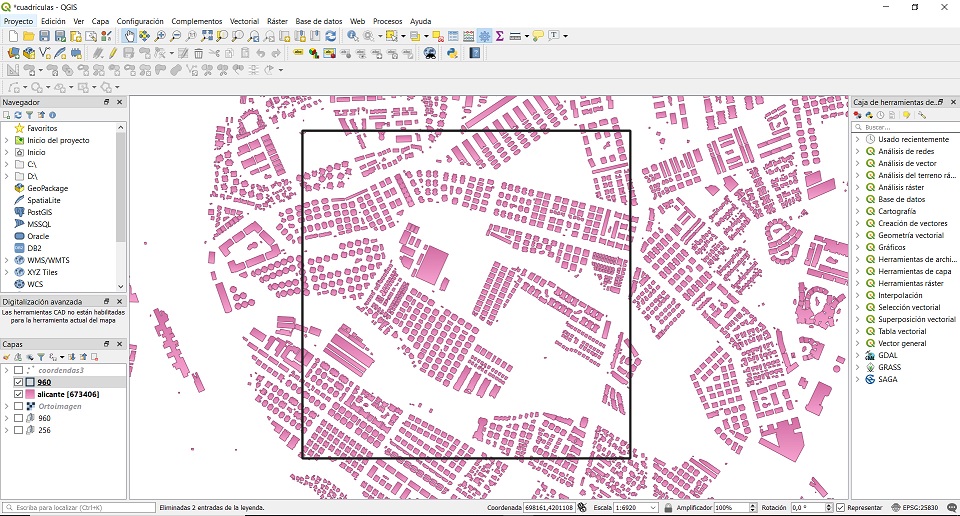 *cuadriculas - QGIS
Proyecto Edición Ver Capa Configuración Complementos Vectorial Ráster Base de datos Web Procesos Ayuda
Navegador
Favoritos
Inicio del proyecto
Inicio
C:\
D:\
GeoPackage
SpatiaLite
PostGIS
MSSQL
Oracle
DB2
WMS/WMTS
XYZ Tiles
WCS
Digitalización avanzada
Las herramientas CAD no están habilitadas
para la herramienta actual del mapa
Capas
coordendas3
960
alicante [673406]
Ortoimagen
960
256
Caja de herramientas de...
Buscar...
Usado recientemente
Análisis de redes
Análisis de vector
Análisis del terreno rá...
Análisis ráster
Base de datos
Cartografía
Creación de vectores
Geometría vectorial
Gráficos
Herramientas de archi...
Herramientas de capa
Herramientas ráster
Interpolación
Selección vectorial
Superposición vectorial
Tabla vectorial
Vector general
GDAL
GRASS
SAGA
Escriba para localizar (Ctrl+K) Eliminadas 2 entradas de la leyenda. Coordenada 698161,4201108 Escala 1:6920 Amplificador 100% Rotación 0,0 ° Representar EPSG:25830